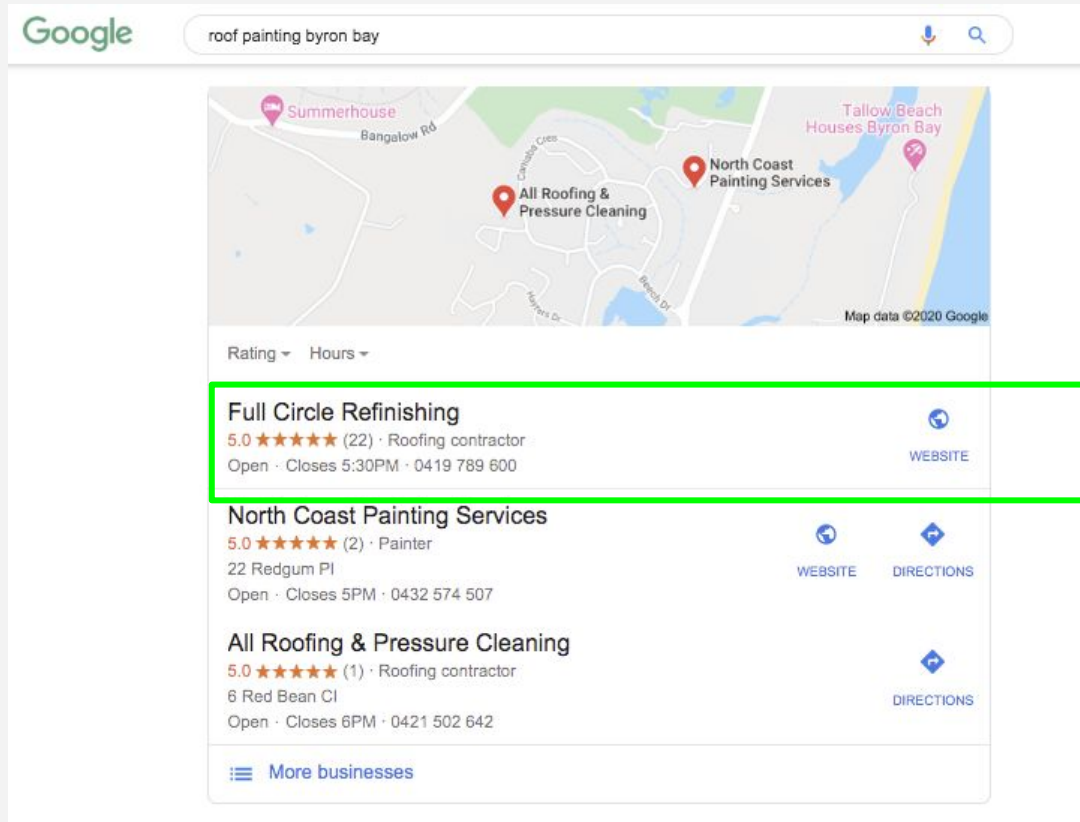 Google
roof painting byron bay
Summerhouse
Bangalow Rd
Tallow Beach
Houses Byron Bay
Carnaba Cres
North Coast
Painting Services
All Roofing &
Pressure Cleaning
Beech Dr
Hayters Dr
Map data ©2020 Google
Rating Hours
Full Circle Refinishing
5.0 ★★★★★ (22) · Roofing contractor
Open · Closes 5:30PM · 0419 789 600
WEBSITE
North Coast Painting Services
5.0 ★★★★★ (2) · Painter
22 Redgum Pl
Open · Closes 5PM · 0432 574 507
WEBSITE DIRECTIONS
All Roofing & Pressure Cleaning
5.0 ★★★★★ (1) · Roofing contractor
6 Red Bean Cl
Open · Closes 6PM · 0421 502 642
DIRECTIONS
More businesses